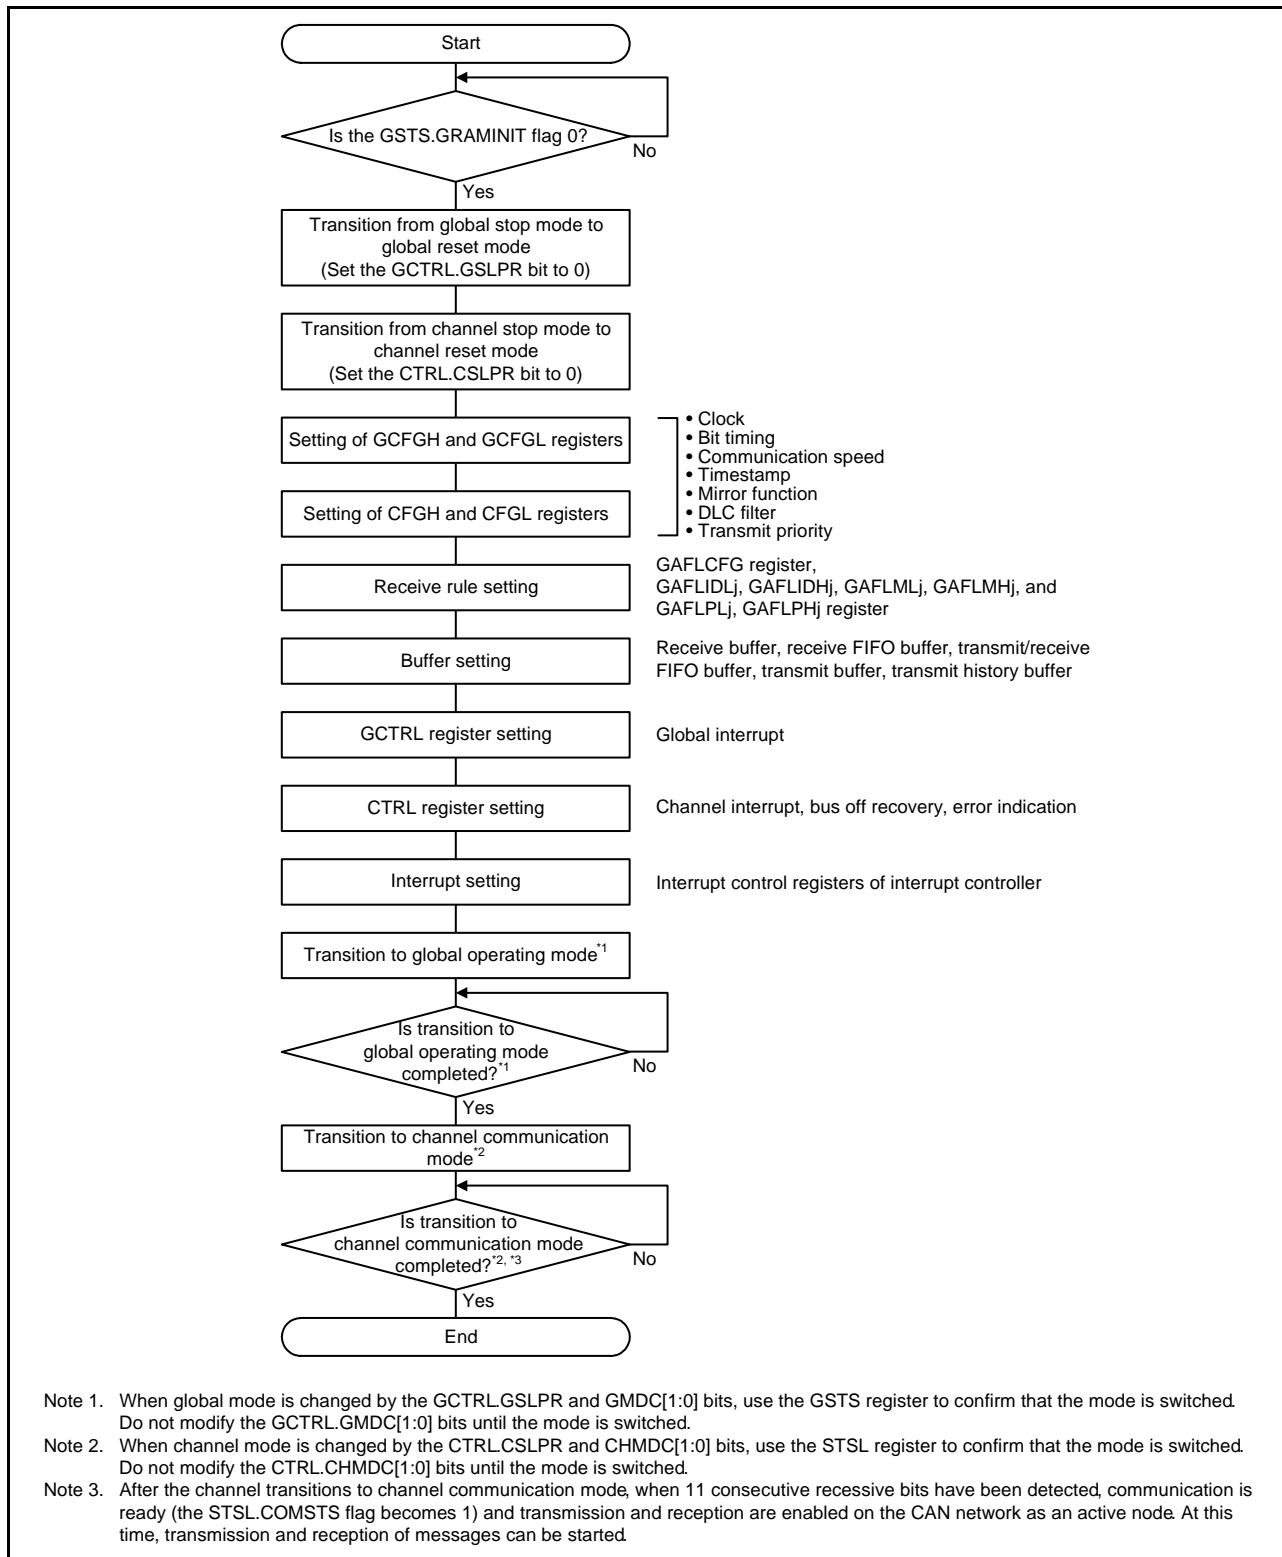 Start
Is the GSTS.GRAMINIT flag 0?
No
Yes
Transition from global stop mode to
global reset mode
(Set the GCTRL.GSLPR bit to 0)
Transition from channel stop mode to
channel reset mode
(Set the CTRL.CSLPR bit to 0)
Setting of GCFGH and GCFGL registers
• Clock
• Bit timing
• Communication speed
• Timestamp
• Mirror function
• DLC filter
• Transmit priority
Setting of CFGH and CFGL registers
Receive rule setting
GAFLCFG register,
GAFLIDLj, GAFLIDHj, GAFLMLj, GAFLMHj, and
GAFLPLj, GAFLPHj register
Buffer setting
Receive buffer, receive FIFO buffer, transmit/receive
FIFO buffer, transmit buffer, transmit history buffer
GCTRL register setting
Global interrupt
CTRL register setting
Channel interrupt, bus off recovery, error indication
Interrupt setting
Interrupt control registers of interrupt controller
Transition to global operating mode*1
Is transition to
global operating mode
completed?*1
No
Yes
Transition to channel communication
mode*2
Is transition to
channel communication mode
completed?*2, *3
No
Yes
End
Note 1. When global mode is changed by the GCTRL.GSLPR and GMDC[1:0] bits, use the GSTS register to confirm that the mode is switched.
Do not modify the GCTRL.GMDC[1:0] bits until the mode is switched.
Note 2. When channel mode is changed by the CTRL.CSLPR and CHMDC[1:0] bits, use the STSL register to confirm that the mode is switched.
Do not modify the CTRL.CHMDC[1:0] bits until the mode is switched.
Note 3. After the channel transitions to channel communication mode, when 11 consecutive recessive bits have been detected, communication is
ready (the STSL.COMSTS flag becomes 1) and transmission and reception are enabled on the CAN network as an active node. At this
time, transmission and reception of messages can be started.